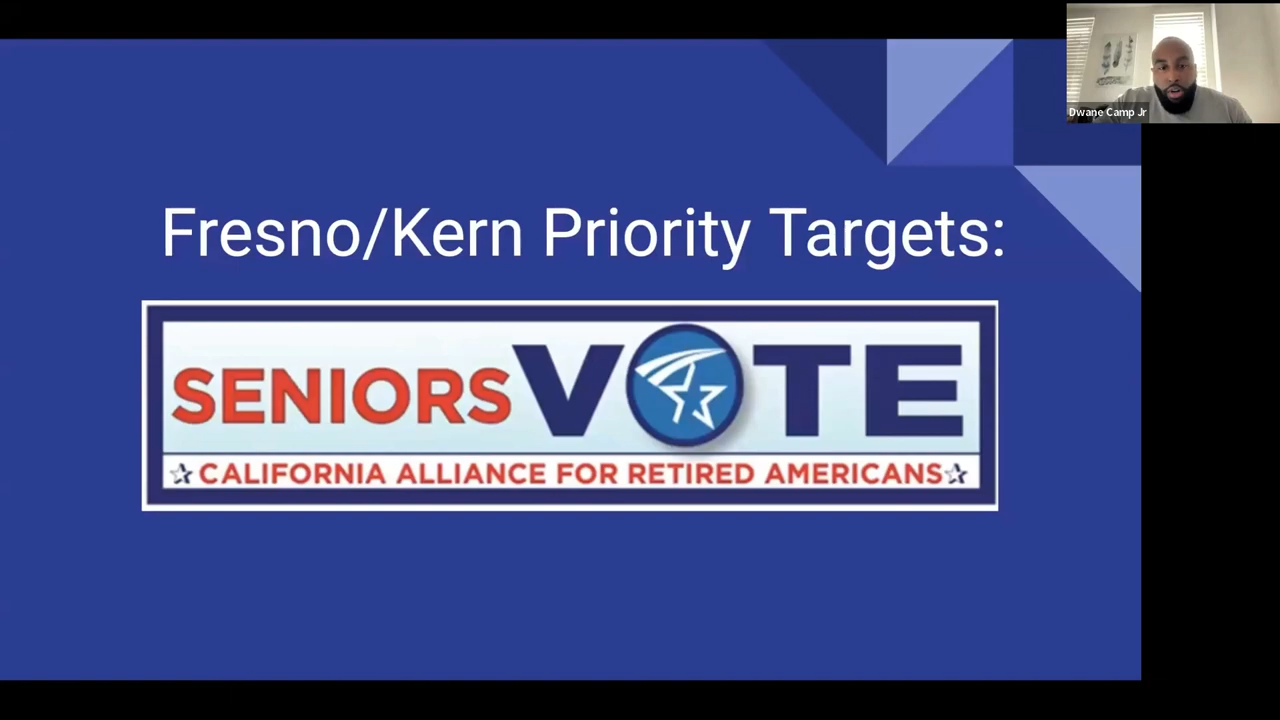 Dwane Camp Jr
Fresno/Kern Priority Targets:
SENIORS VOTE
CALIFORNIA ALLIANCE FOR RETIRED AMERICANS